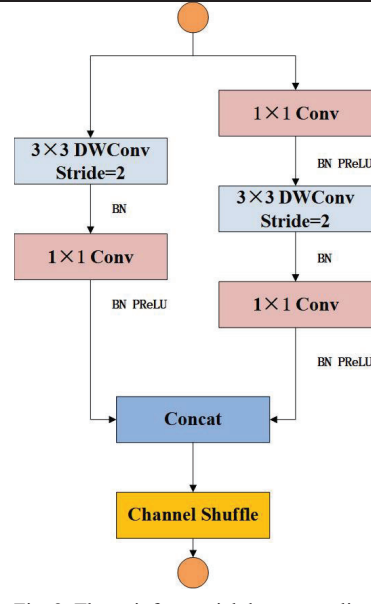 1×1 Conv
BN PReLU
3×3 DWConv
Stride=2
BN
1×1 Conv
BN PReLU
3×3 DWConv
Stride=2
BN
1×1 Conv
BN PReLU
Concat
Channel Shuffle